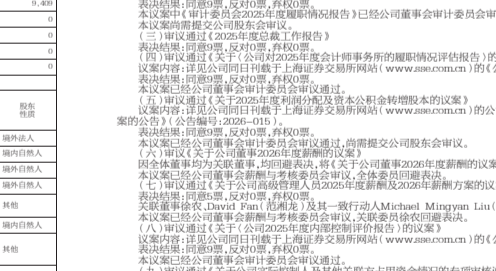 9,409
0
0
0
0
股东
性质
境外法人
境内自然人
境外自然人
境外自然人
其他
境内自然人
其他
表决结果:同意9票,反对0票,弃权0票。
本议案中《审计委员会2025年度履职情况报告》已经公司董事会审计委员会审
本议案尚需提交公司股东会审议。
(三)审议通过《2025年度总裁工作报告》
表决结果:同意9票,反对0票,弃权0票。
(四)审议通过《关于<公司对2025年度会计师事务所的履职情况评估报告>的
议案内容:详见公司同日刊载于上海证券交易所网站(www.sse.com.cn)的《公
表决结果:同意9票,反对0票,弃权0票。
本议案已经公司董事会审计委员会审议通过。
(五)审议通过《关于2025年度利润分配及资本公积金转增股本的议案》
议案内容:详见公司同日刊载于上海证券交易所网站(www.sse.com.cn)的《
案的公告》(公告编号:2026-015)。
表决结果:同意9票,反对0票,弃权0票。
本议案已经公司董事会审计委员会审议通过,尚需提交公司股东会审议。
(六)审议《关于公司董事2026年度薪酬的议案》
因全体董事均为关联董事,均回避表决,将《关于公司董事2026年度薪酬的议案
本议案已经公司董事会薪酬与考核委员会审议,全体委员回避表决。
(七)审议通过《关于公司高级管理人员2025年度薪酬及2026年薪酬方案的议
表决结果:同意5票,反对0票,弃权0票。
关联董事徐农、David Fan(范湘龙)及其一致行动人Michael Mingyan Liu(
本议案已经公司董事会薪酬与考核委员会审议,关联委员徐农回避表决。
(八)审议通过《关于<公司2025年度内部控制评价报告>的议案》
议案内容:详见公司同日刊载于上海证券交易所网站(www.sse.com.cn)的《公
表决结果:同意9票,反对0票,弃权0票。
本议案已经公司董事会审计委员会审议通过。